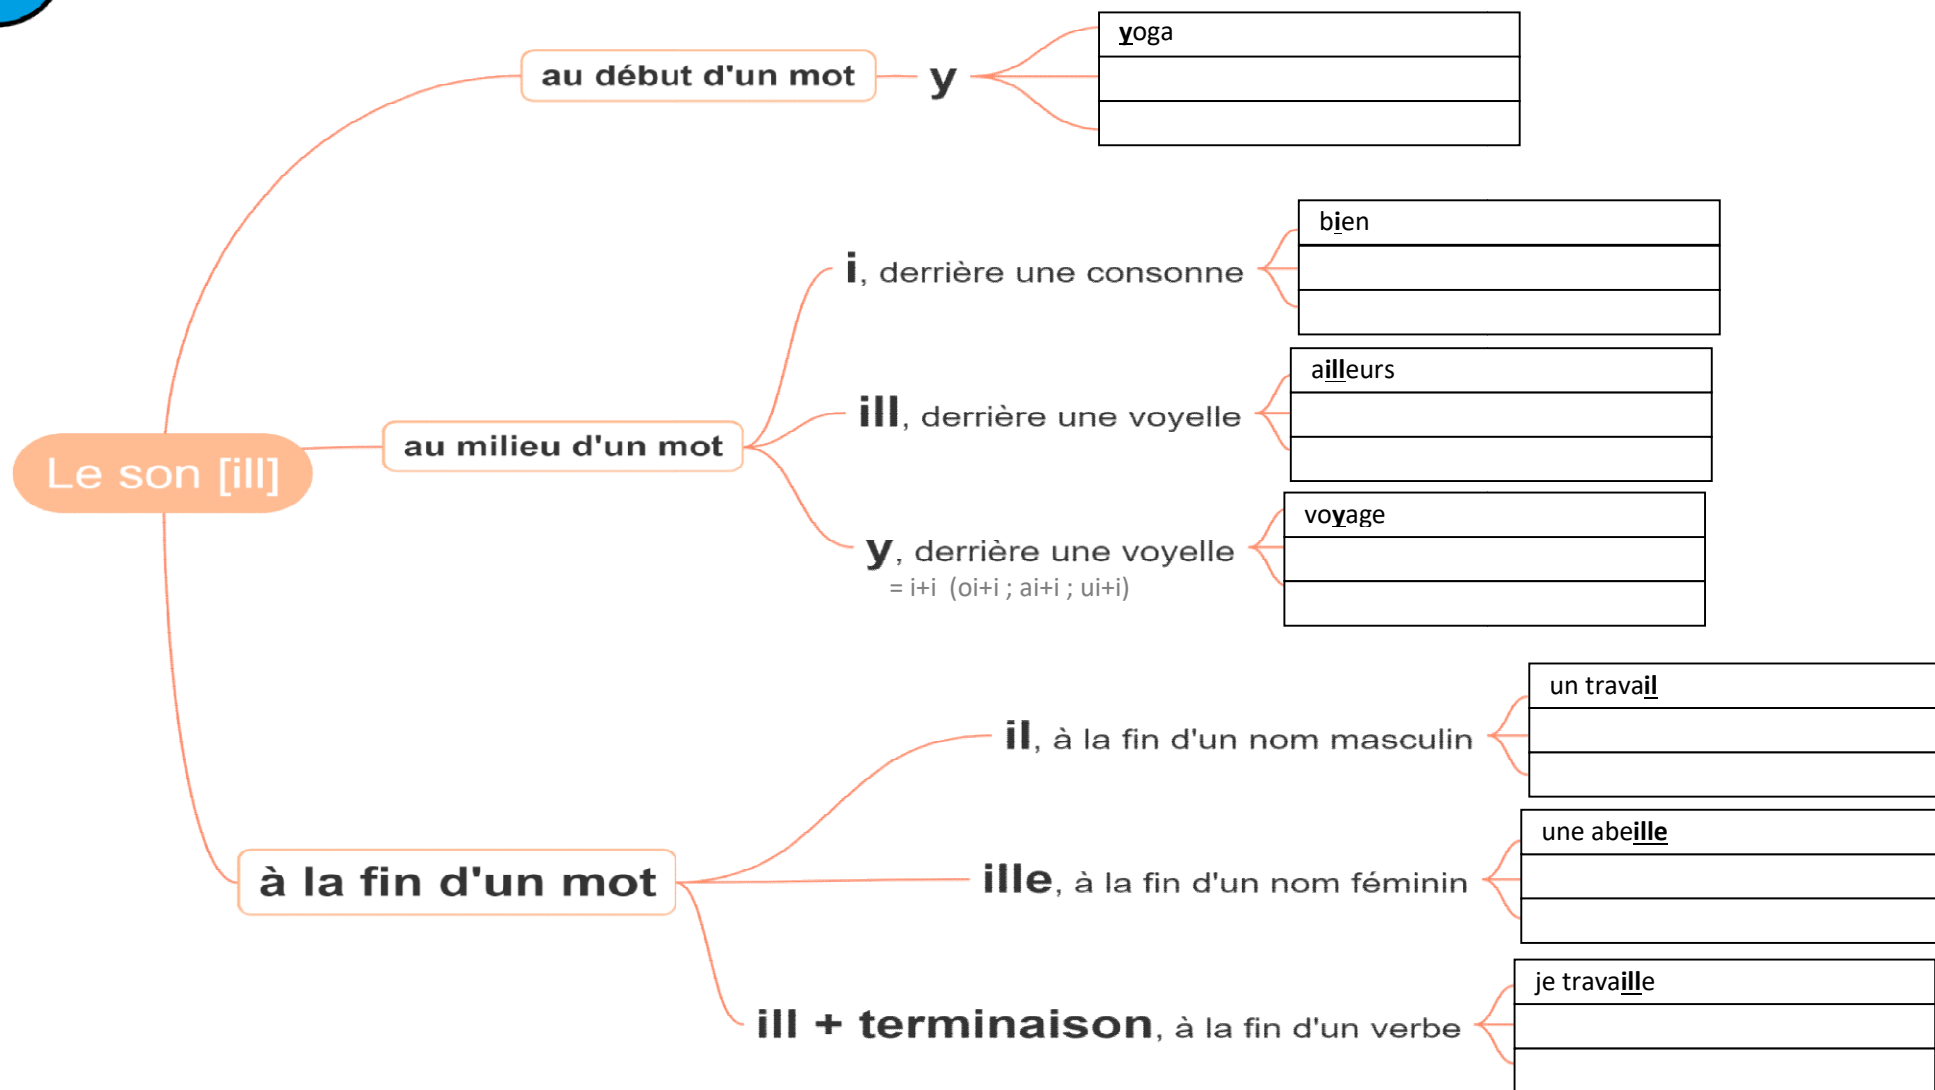 yoga
au début d'un mot
y
bien
i, derrière une consonne
ailleurs
ill, derrière une voyelle
au milieu d'un mot
Le son [ill]
voyage
y, derrière une voyelle
= i+i (oi+i ; ai+i ; ui+i)
un travail
il, à la fin d'un nom masculin
une abeille
ille, à la fin d'un nom féminin
à la fin d'un mot
je travaille
ill + terminaison, à la fin d'un verbe